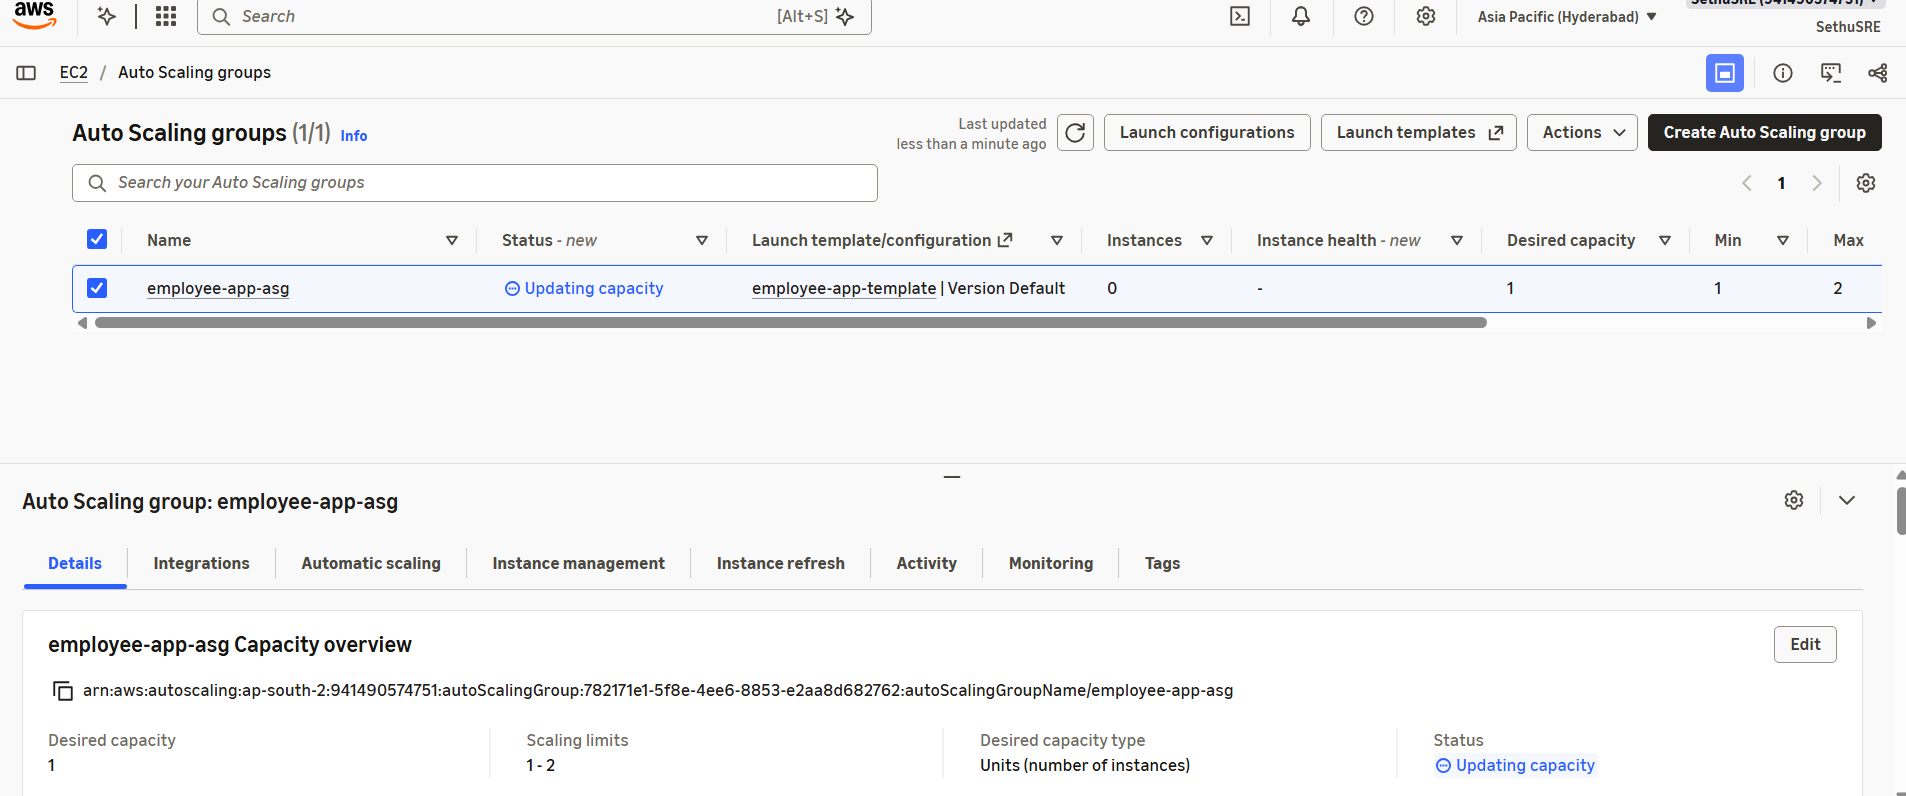 aws
Search [Alt+S]
Asia Pacific (Hyderabad)
SethuSRE
EC2 / Auto Scaling groups
Auto Scaling groups (1/1) Info
Last updated
less than a minute ago
Launch configurations
Launch templates
Actions
Create Auto Scaling group
Search your Auto Scaling groups
1
Name Status - new Launch template/configuration Instances Instance health - new Desired capacity Min Max
employee-app-asg Updating capacity employee-app-template | Version Default 0 - 1 1 2
Auto Scaling group: employee-app-asg
Details Integrations Automatic scaling Instance management Instance refresh Activity Monitoring Tags
employee-app-asg Capacity overview
Edit
arn:aws:autoscaling:ap-south-2:941490574751:autoScalingGroup:782171e1-5f8e-4ee6-8853-e2aa8d682762:autoScalingGroupName/employee-app-asg
Desired capacity Scaling limits Desired capacity type Status
1 1 - 2 Units (number of instances) Updating capacity